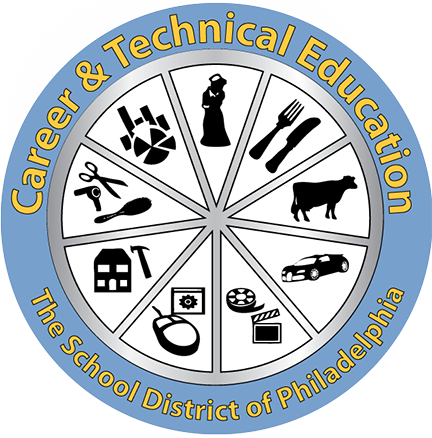 Career & Technical Education
The School District of Philadelphia